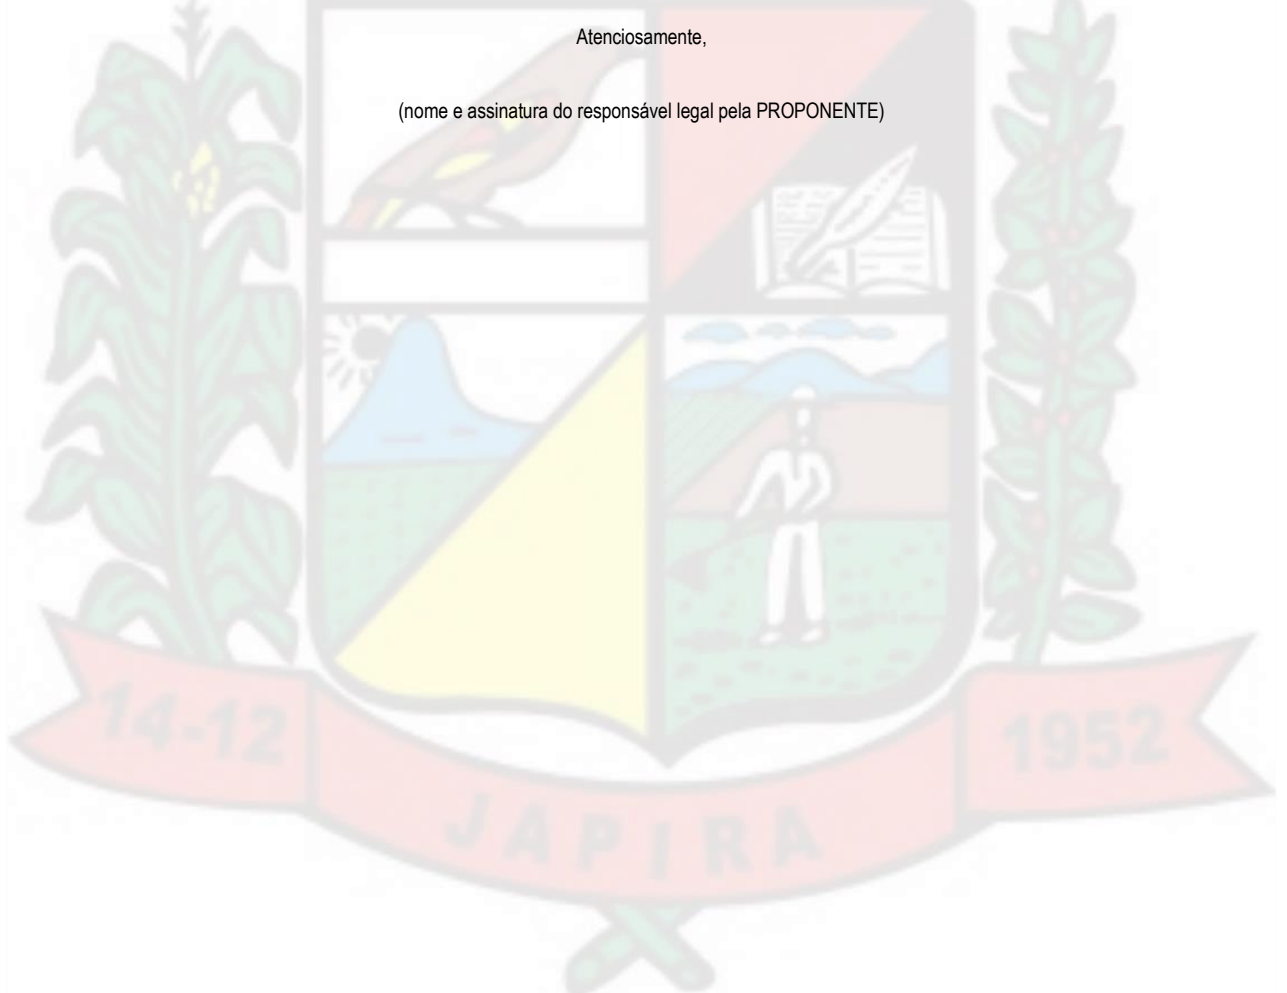 Atenciosamente,
(nome e assinatura do responsável legal pela PROPONENTE)
14-12
1952
JAPIRA